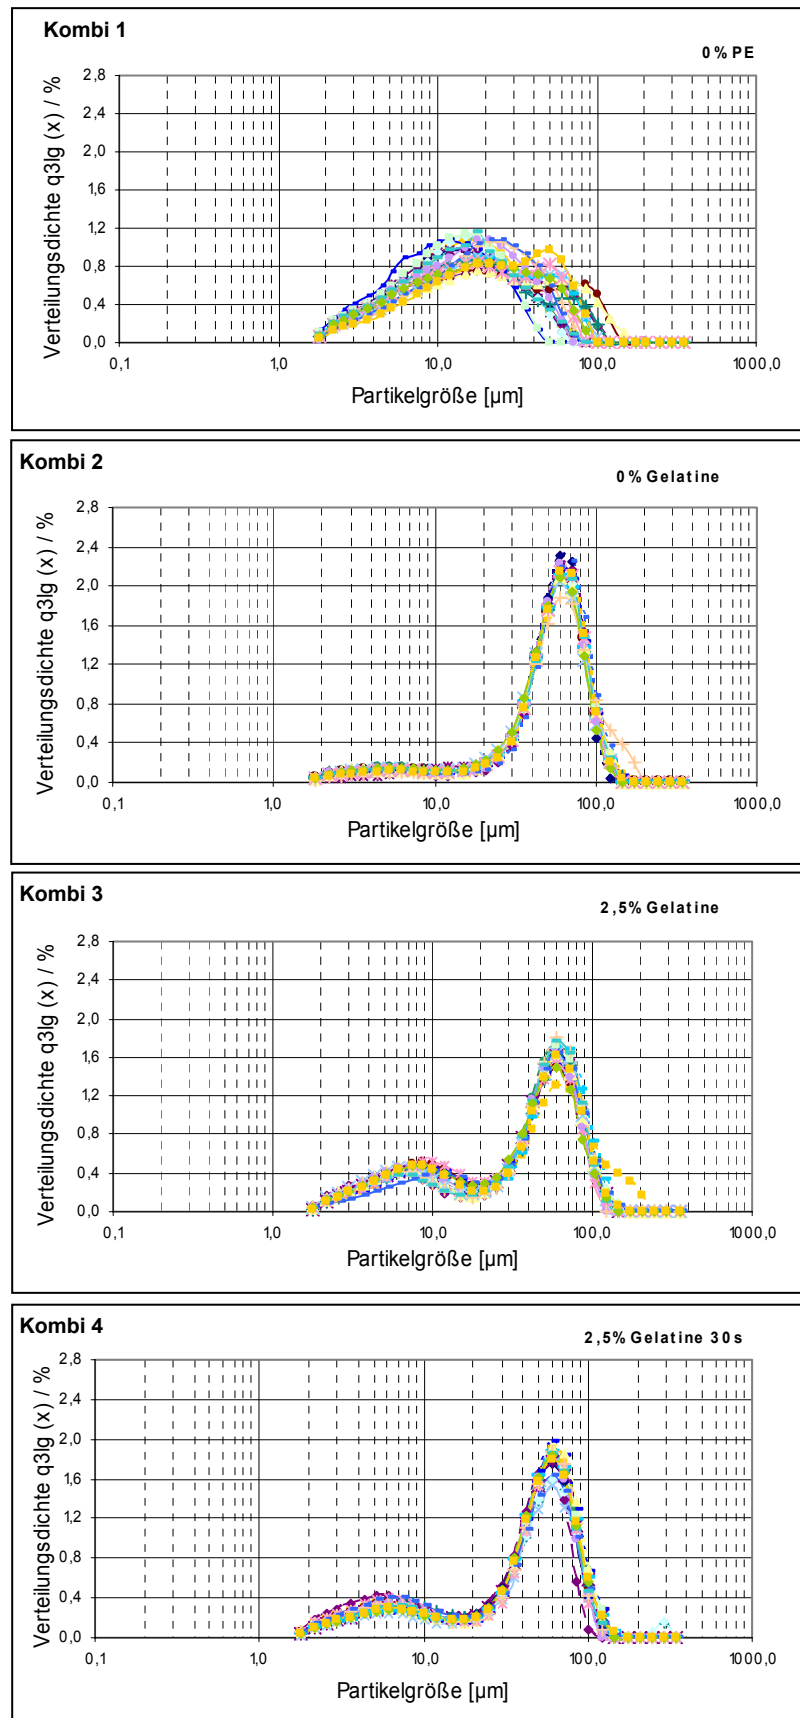 Kombi 1
0% PE
Verteilungsdichte q3lg (x) / %
2,8
2,4
2,0
1,6
1,2
0,8
0,4
0,0
0,1 1,0 10,0 100,0 1000,0
Partikelgröße [µm]
Kombi 2
0% Gelatine
Verteilungsdichte q3lg (x) / %
2,8
2,4
2,0
1,6
1,2
0,8
0,4
0,0
0,1 1,0 10,0 100,0 1000,0
Partikelgröße [µm]
Kombi 3
2,5% Gelatine
Verteilungsdichte q3lg (x) / %
2,8
2,4
2,0
1,6
1,2
0,8
0,4
0,0
0,1 1,0 10,0 100,0 1000,0
Partikelgröße [µm]
Kombi 4
2,5% Gelatine 30s
Verteilungsdichte q3lg (x) / %
2,8
2,4
2,0
1,6
1,2
0,8
0,4
0,0
0,1 1,0 10,0 100,0 1000,0
Partikelgröße [µm]